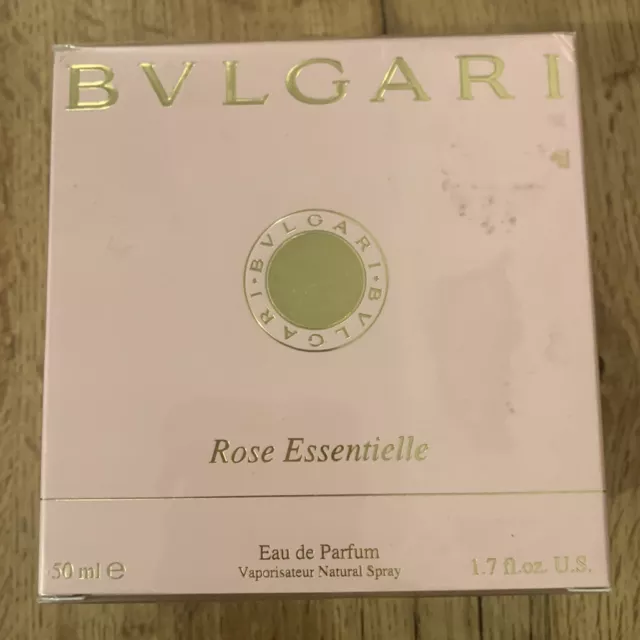 BVLGARI
BVLGARI · BVLGARI ·
Rose Essentielle
Eau de Parfum
50 ml ℮ Vaporisateur Natural Spray 1.7 fl.oz. U.S.